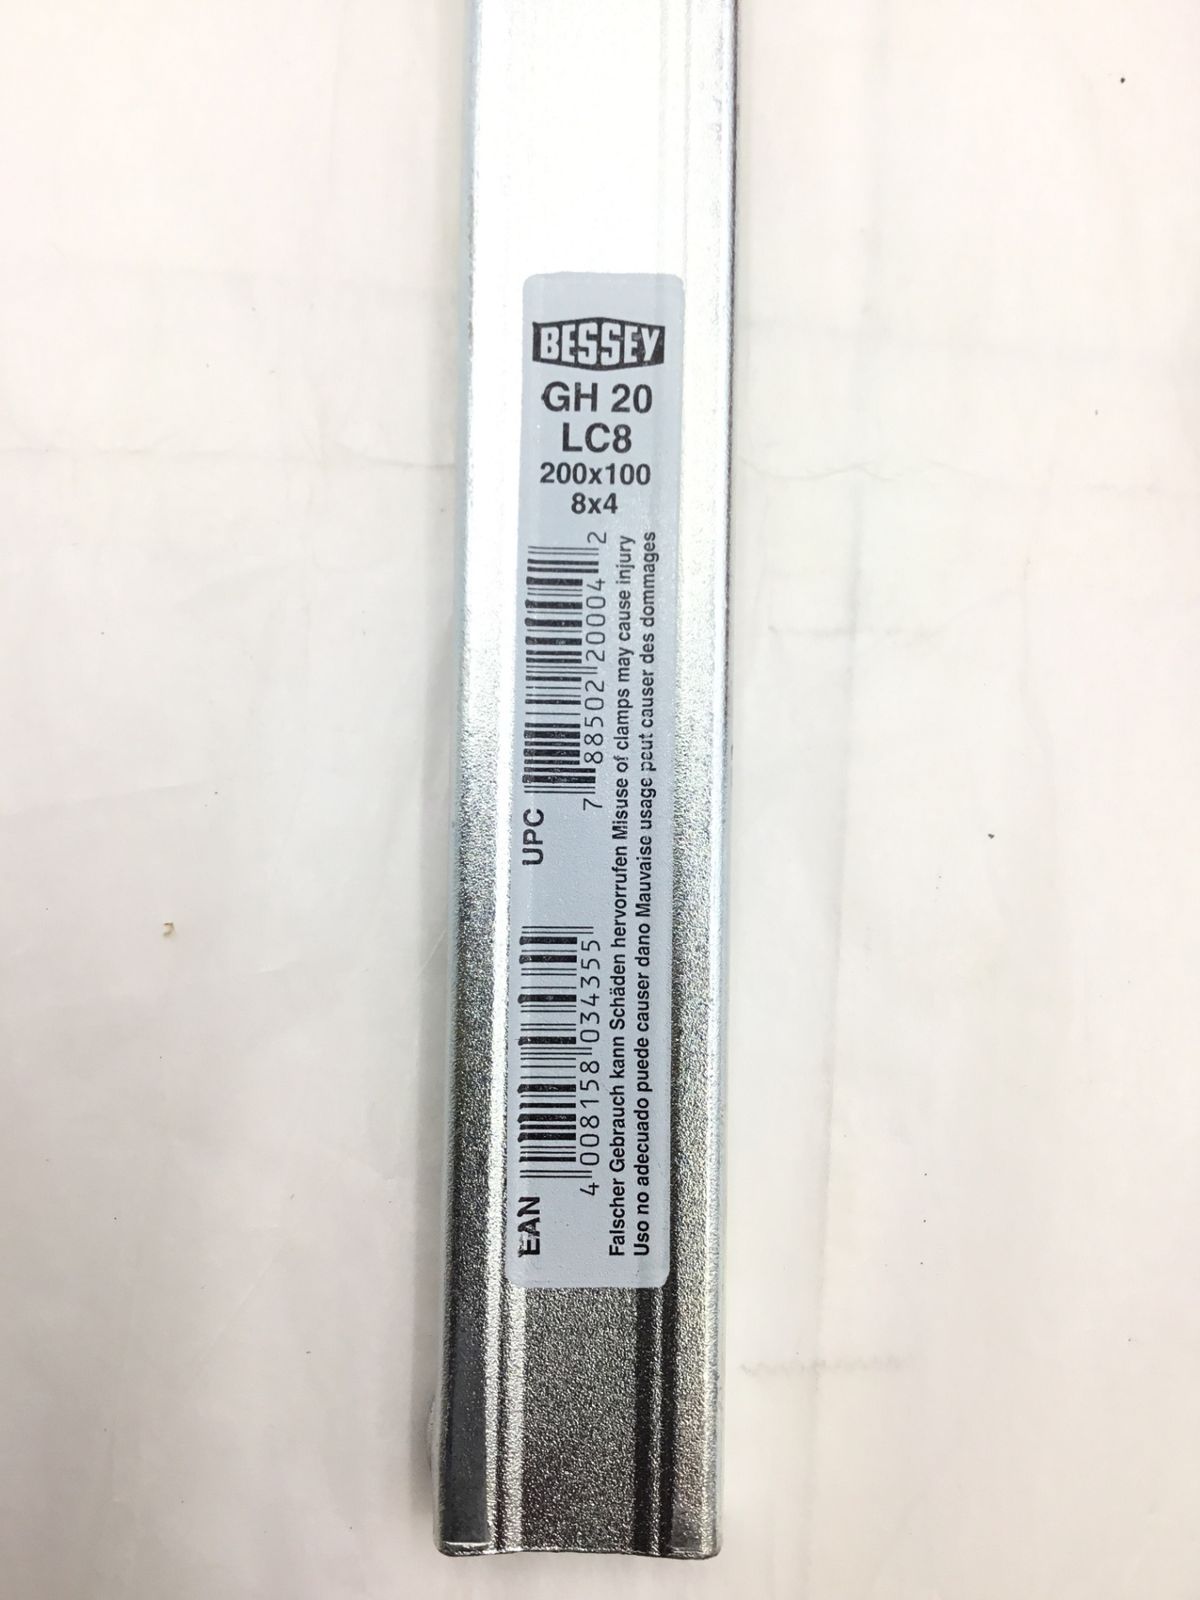 BESSEY
GH 20
LC8
200x100
8x4
UPC
7 88502 20004 2
EAN
4 008158 034355
Falscher Gebrauch kann Schäden hervorrufen Misuse of clamps may cause injury
Uso no adecuado puede causer dano Mauvaise usage peut causer des dommages